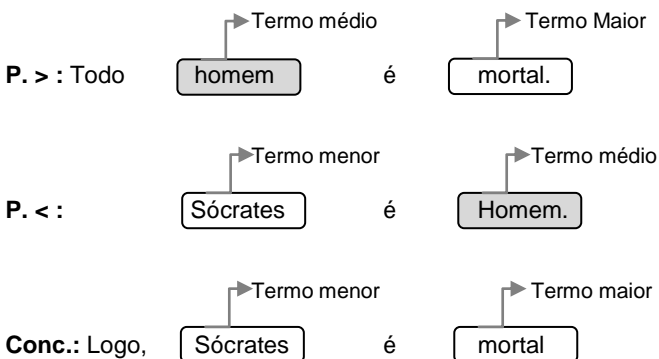 Termo médio Termo Maior
P. > : Todo homem é mortal.
Termo menor Termo médio
P. < : Sócrates é Homem.
Termo menor Termo maior
Conc.: Logo, Sócrates é mortal